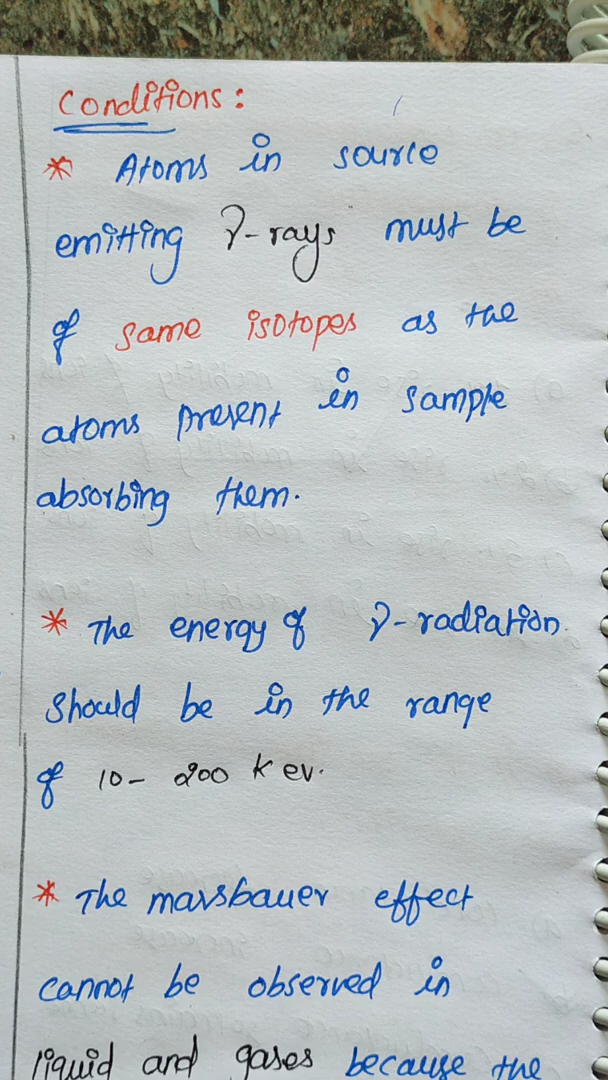 Conditions:
* Atoms in source
emitting γ-rays must be
of same isotopes as the
atoms present in sample
absorbing them.
* The energy of γ-radiation
should be in the range
of 10- 200 kev.
* The mavsbauer effect
cannot be observed in
liquid and gases because the